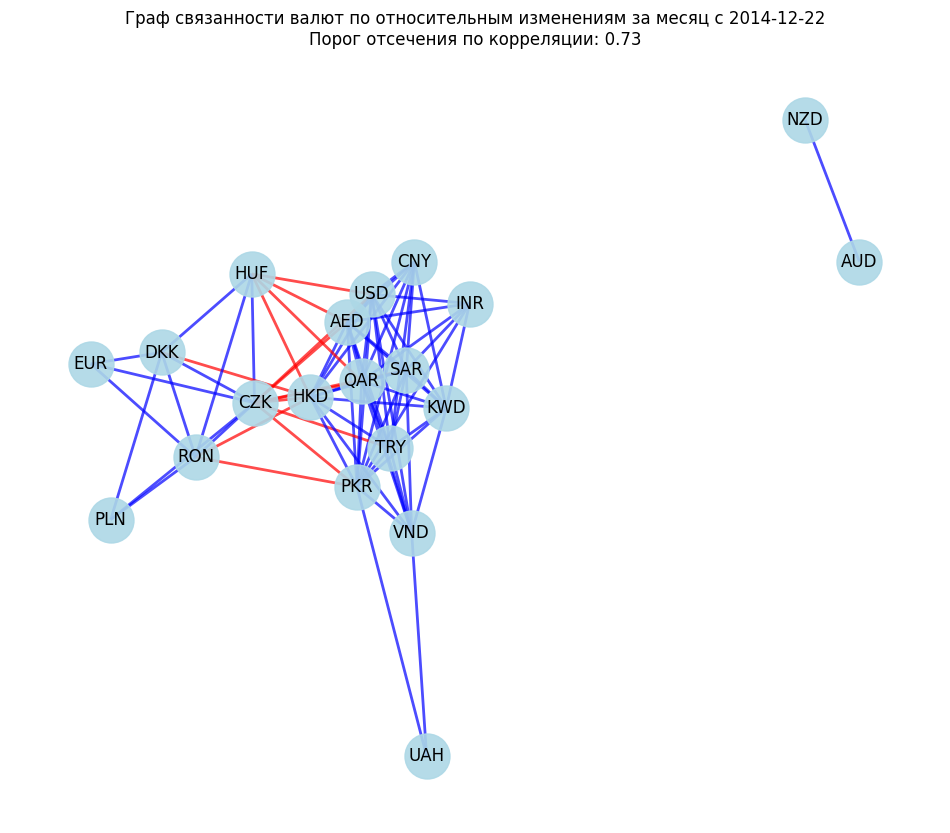 Граф связанности валют по относительным изменениям за месяц с 2014-12-22
Порог отсечения по корреляции: 0.73
NZD
AUD
CNY
HUF
USD
INR
AED
DKK
EUR
SAR
QAR
HKD
CZK
KWD
TRY
RON
PKR
PLN
VND
UAH